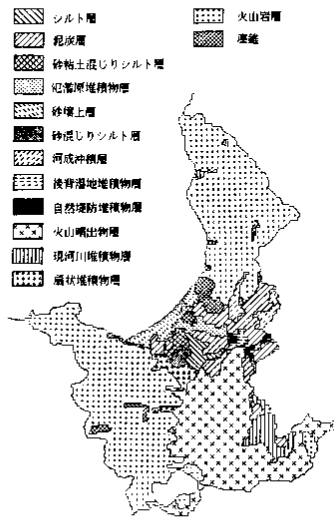 シルト層
泥炭層
砂粘土混じりシルト層
氾濫原堆積物層
砂壌土層
砂混じりシルト層
河成沖積層
後背湿地堆積物層
自然堤防堆積物層
火山噴出物層
現河川堆積物層
扇状堆積物層
火山岩層
崖錐